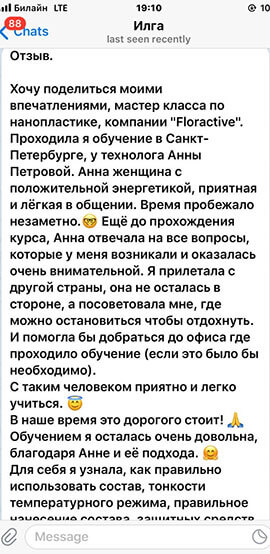 Билайн LTE 19:10 10
88
Chats
Илга
last seen recently
Отзыв.
Хочу поделиться моими
впечатлениями, мастер класса по
нанопластике, компании "Floractive".
Проходила я обучение в Санкт-
Петербурге, у технолога Анны
Петровой. Анна женщина с
положительной энергетикой, приятная
и лёгкая в общении. Время пробежало
незаметно.🤓 Ещё до прохождения
курса, Анна отвечала на все вопросы,
которые у меня возникали и оказалась
очень внимательной. Я прилетала с
другой страны, она не осталась в
стороне, а посоветовала мне, где
можно остановиться чтобы отдохнуть.
И помогла бы добраться до офиса где
проходило обучение (если это было бы
необходимо).
С таким человеком приятно и легко
учиться. 😇
В наше время это дорогого стоит! 🙏
Обучением я осталась очень довольна,
благодаря Анне и её подхода. 🤗
Для себя я узнала, как правильно
использовать состав, тонкости
температурного режима, правильное
нанесение состава, защитных средств
Message